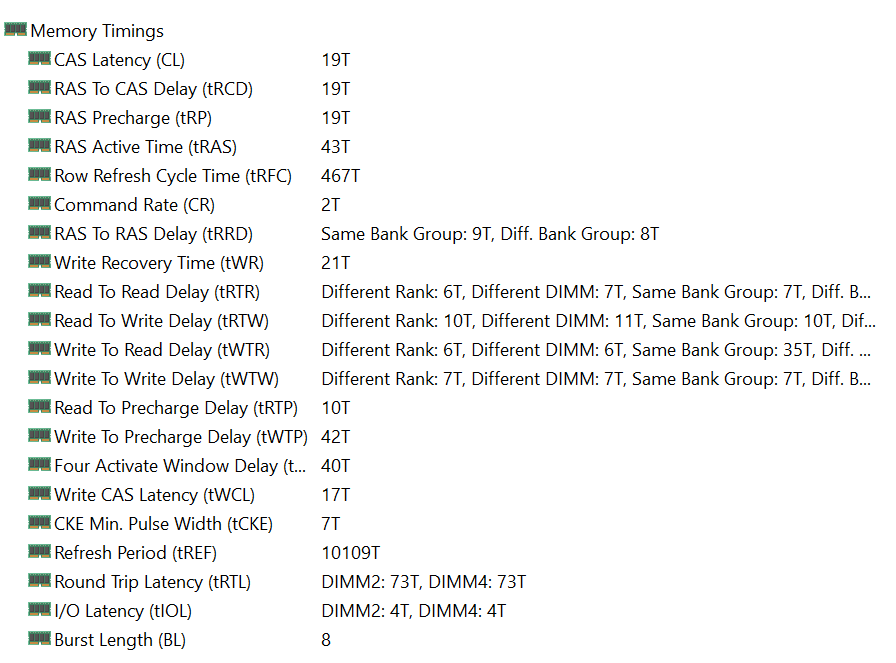 Memory Timings
CAS Latency (CL) 19T
RAS To CAS Delay (tRCD) 19T
RAS Precharge (tRP) 19T
RAS Active Time (tRAS) 43T
Row Refresh Cycle Time (tRFC) 467T
Command Rate (CR) 2T
RAS To RAS Delay (tRRD) Same Bank Group: 9T, Diff. Bank Group: 8T
Write Recovery Time (tWR) 21T
Read To Read Delay (tRTR) Different Rank: 6T, Different DIMM: 7T, Same Bank Group: 7T, Diff. B...
Read To Write Delay (tRTW) Different Rank: 10T, Different DIMM: 11T, Same Bank Group: 10T, Dif...
Write To Read Delay (tWTR) Different Rank: 6T, Different DIMM: 6T, Same Bank Group: 35T, Diff. ...
Write To Write Delay (tWTW) Different Rank: 7T, Different DIMM: 7T, Same Bank Group: 7T, Diff. B...
Read To Precharge Delay (tRTP) 10T
Write To Precharge Delay (tWTP) 42T
Four Activate Window Delay (t... 40T
Write CAS Latency (tWCL) 17T
CKE Min. Pulse Width (tCKE) 7T
Refresh Period (tREF) 10109T
Round Trip Latency (tRTL) DIMM2: 73T, DIMM4: 73T
I/O Latency (tIOL) DIMM2: 4T, DIMM4: 4T
Burst Length (BL) 8